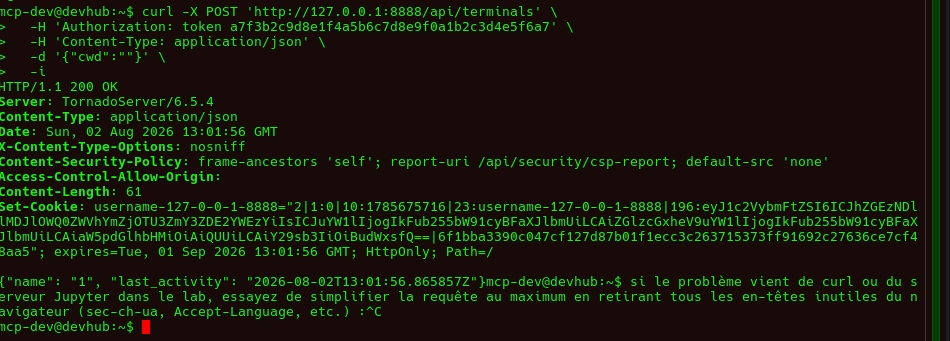 mcp-dev@devhub:~$ curl -X POST 'http://127.0.0.1:8888/api/terminals' \
>   -H 'Authorization: token a7f3b2c9d8e1f4a5b6c7d8e9f0a1b2c3d4e5f6a7' \
>   -H 'Content-Type: application/json' \
>   -d '{"cwd":""}' \
>   -i
HTTP/1.1 200 OK
Server: TornadoServer/6.5.4
Content-Type: application/json
Date: Sun, 02 Aug 2026 13:01:56 GMT
X-Content-Type-Options: nosniff
Content-Security-Policy: frame-ancestors 'self'; report-uri /api/security/csp-report; default-src 'none'
Access-Control-Allow-Origin:
Content-Length: 61
Set-Cookie: username-127-0-0-1-8888="2|1:0|10:1785675716|23:username-127-0-0-1-8888|196:eyJ1c2VybmFtZSI6ICJhZGEzNDl
lMDJlOWQ0ZWVhYmZjOTU3ZmY3ZDE2YWEzYiIsICJuYW1lIjogIkFub255bW91cyBFaXJlbmUiLCAiZGlzcGxheV9uYW1lIjogIkFub255bW91cyBFaX
JlbmUiLCAiaW5pdGlhbHMiOiAiQUUiLCAiY29sb3IiOiBudWxsfQ==|6f1bba3390c047cf127d87b01f1ecc3c263715373ff91692c27636ce7cf4
8aa5"; expires=Tue, 01 Sep 2026 13:01:56 GMT; HttpOnly; Path=/
{"name": "1", "last_activity": "2026-08-02T13:01:56.865857Z"}mcp-dev@devhub:~$ si le problème vient de curl ou du s
erveur Jupyter dans le lab, essayez de simplifier la requête au maximum en retirant tous les en-têtes inutiles du n
avigateur (sec-ch-ua, Accept-Language, etc.) :^C
mcp-dev@devhub:~$